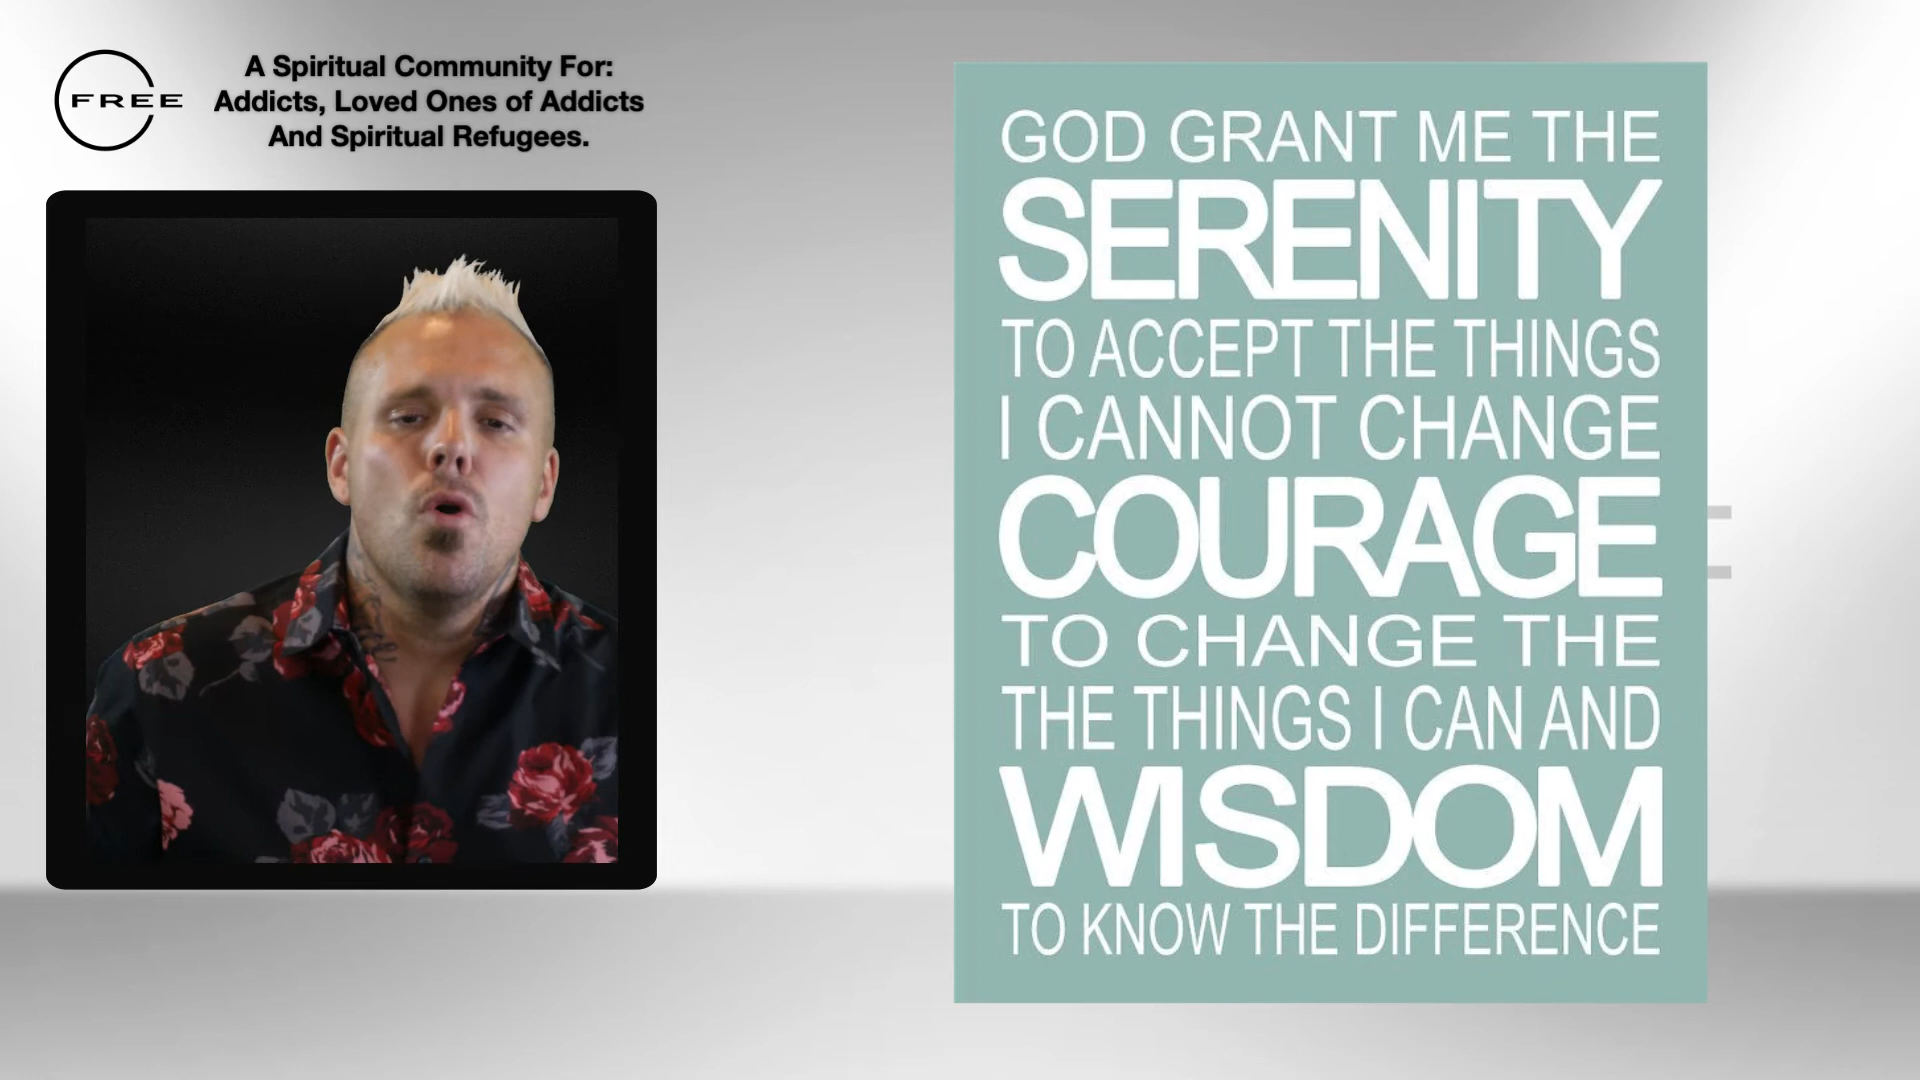 FREE
A Spiritual Community For:
Addicts, Loved Ones of Addicts
And Spiritual Refugees.
GOD GRANT ME THE
SERENITY
TO ACCEPT THE THINGS
I CANNOT CHANGE
COURAGE
TO CHANGE THE
THE THINGS I CAN AND
WISDOM
TO KNOW THE DIFFERENCE